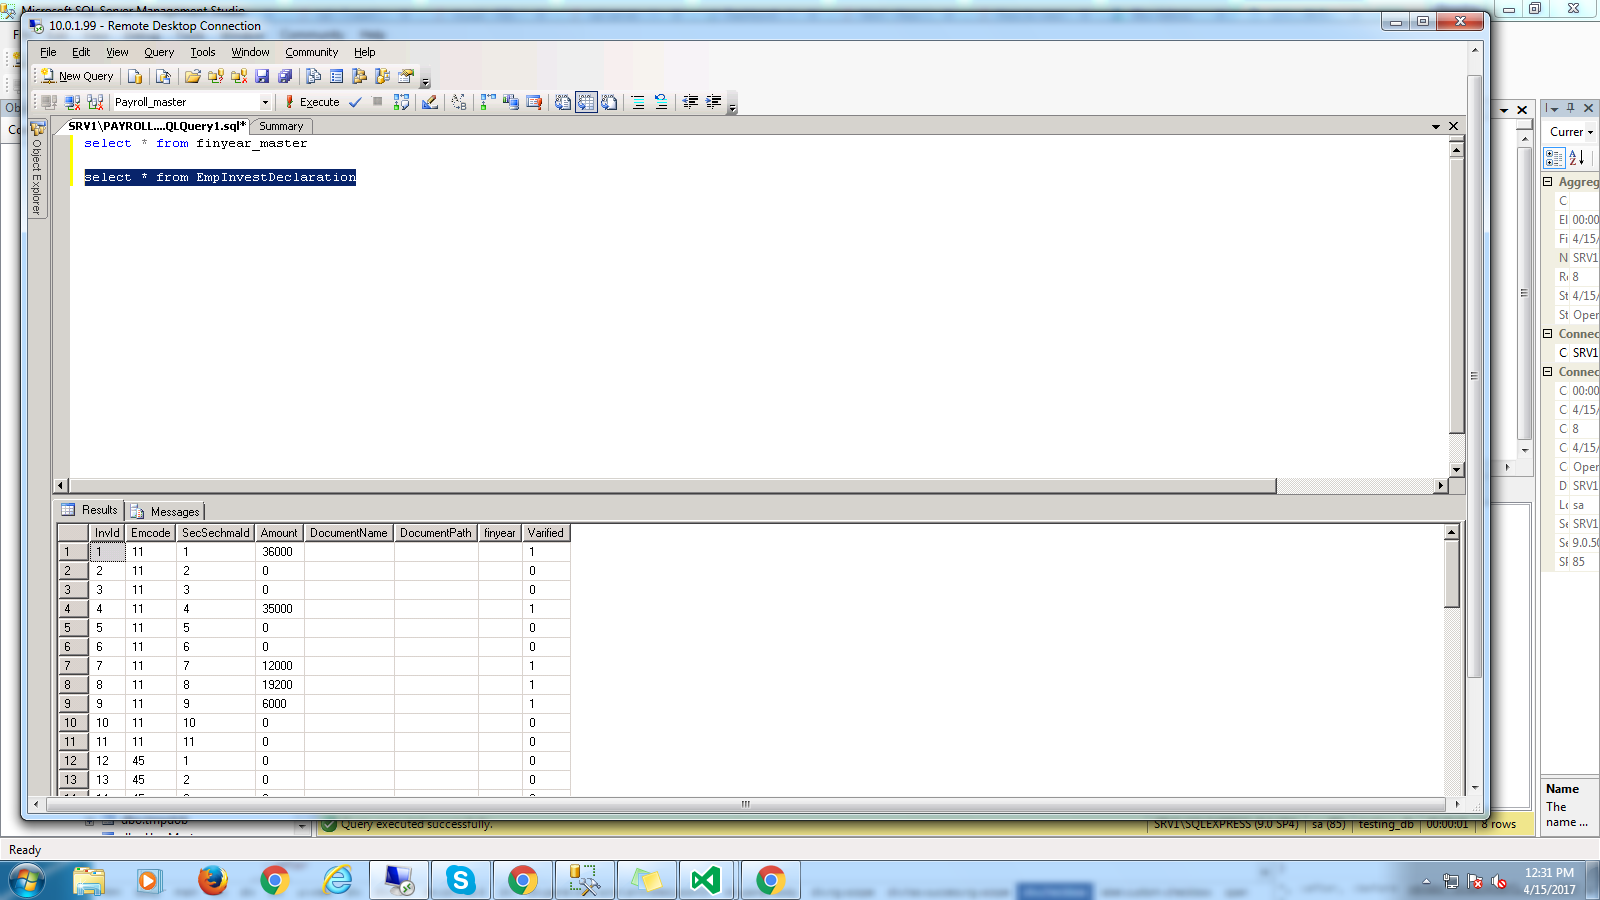 Microsoft SQL Server Management Studio
10.0.1.99 - Remote Desktop Connection
File Edit View Query Tools Window Community Help
New Query
Payroll_master Execute
SRV1\PAYROLL....QLQuery1.sql* Summary
Object Explorer
select * from finyear_master
select * from EmpInvestDeclaration
Results Messages
InvId Emcode SecSechmaId Amount DocumentName DocumentPath finyear Varified
1 1 11 1 36000 1
2 2 11 2 0 0
3 3 11 3 0 0
4 4 11 4 35000 1
5 5 11 5 0 0
6 6 11 6 0 0
7 7 11 7 12000 1
8 8 11 8 19200 1
9 9 11 9 6000 1
10 10 11 10 0 0
11 11 11 11 0 0
12 12 45 1 0 0
13 13 45 2 0 0
Curren
Aggreg
C
El 00:00
Fi 4/15/
N SRV1
R 8
St 4/15/
St Open
Connec
C SRV1
Connec
C 00:00
C 4/15/
C 8
C 4/15/
C Open
D SRV1
Lo sa
Se SRV1
Se 9.0.50
SP 85
Name
The
name ...
Query executed successfully. SRV1\SQLEXPRESS (9.0 SP4) sa (85) testing_db 00:00:01 8 rows
Ready
12:31 PM
4/15/2017